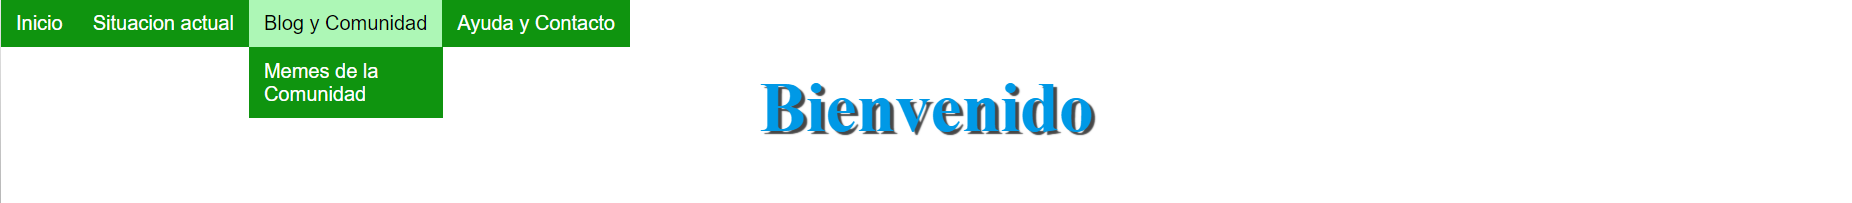 Inicio Situacion actual Blog y Comunidad Ayuda y Contacto
Memes de la
Comunidad
Bienvenido